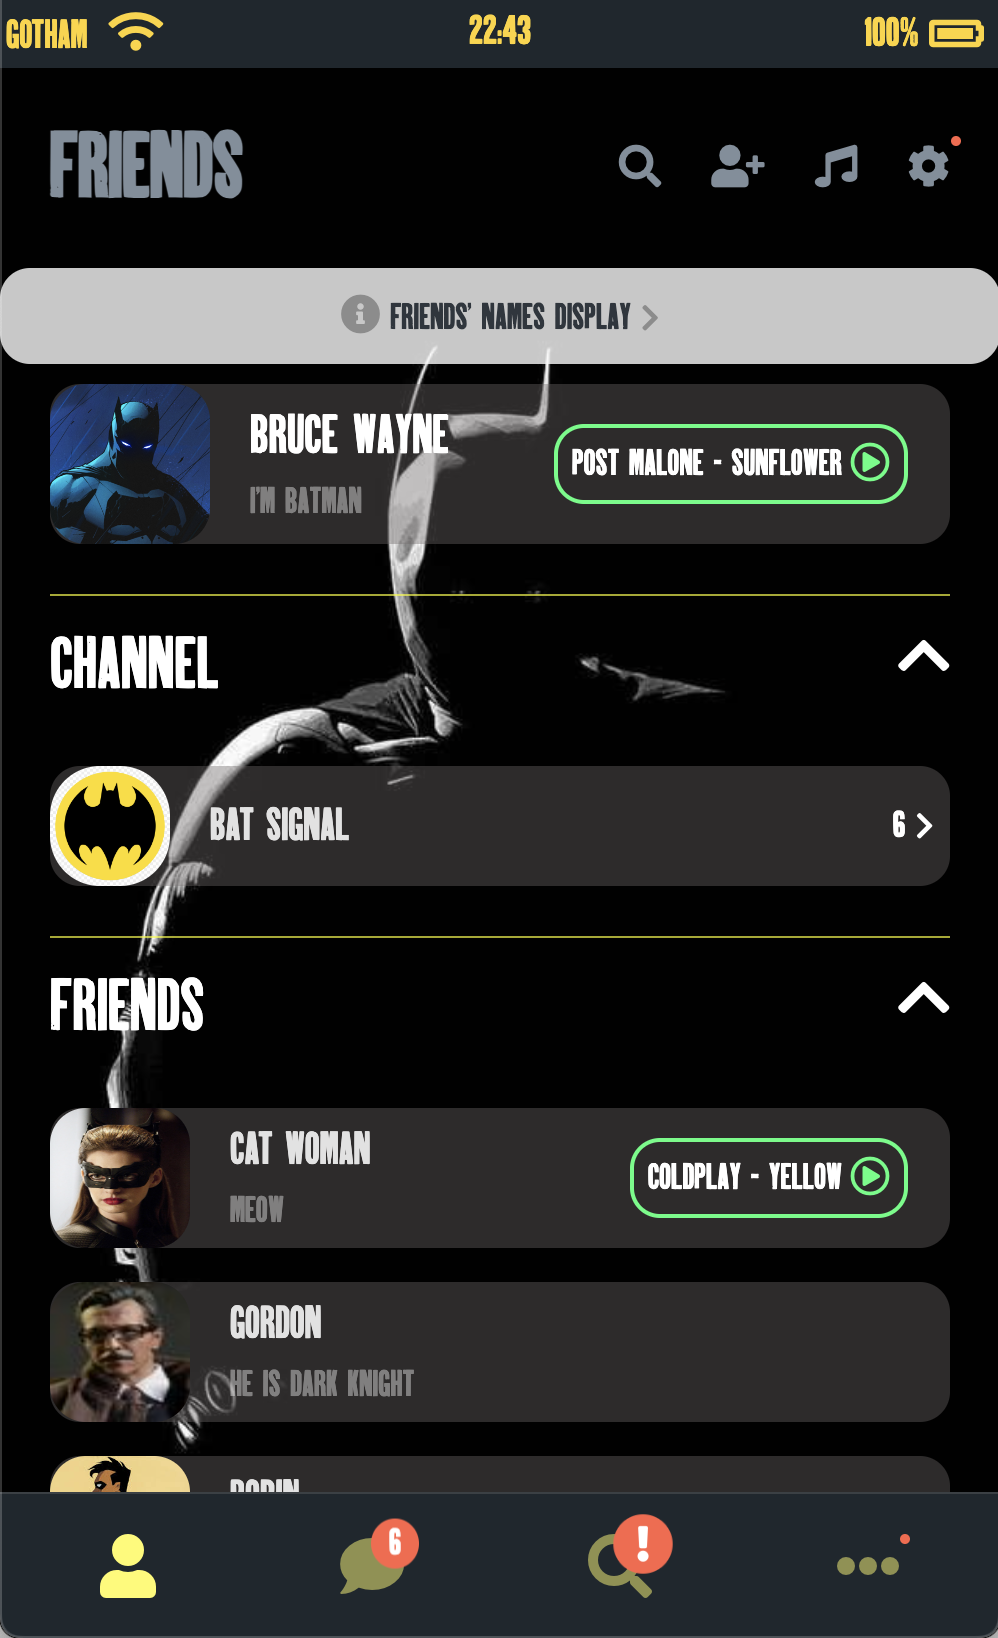 GOTHAM 22:43 100%
FRIENDS
FRIENDS' NAMES DISPLAY
BRUCE WAYNE
I'M BATMAN
POST MALONE - SUNFLOWER
CHANNEL
BAT SIGNAL 6
FRIENDS
CAT WOMAN
MEOW
COLDPLAY - YELLOW
GORDON
HE IS DARK KNIGHT
ROBIN
6 !